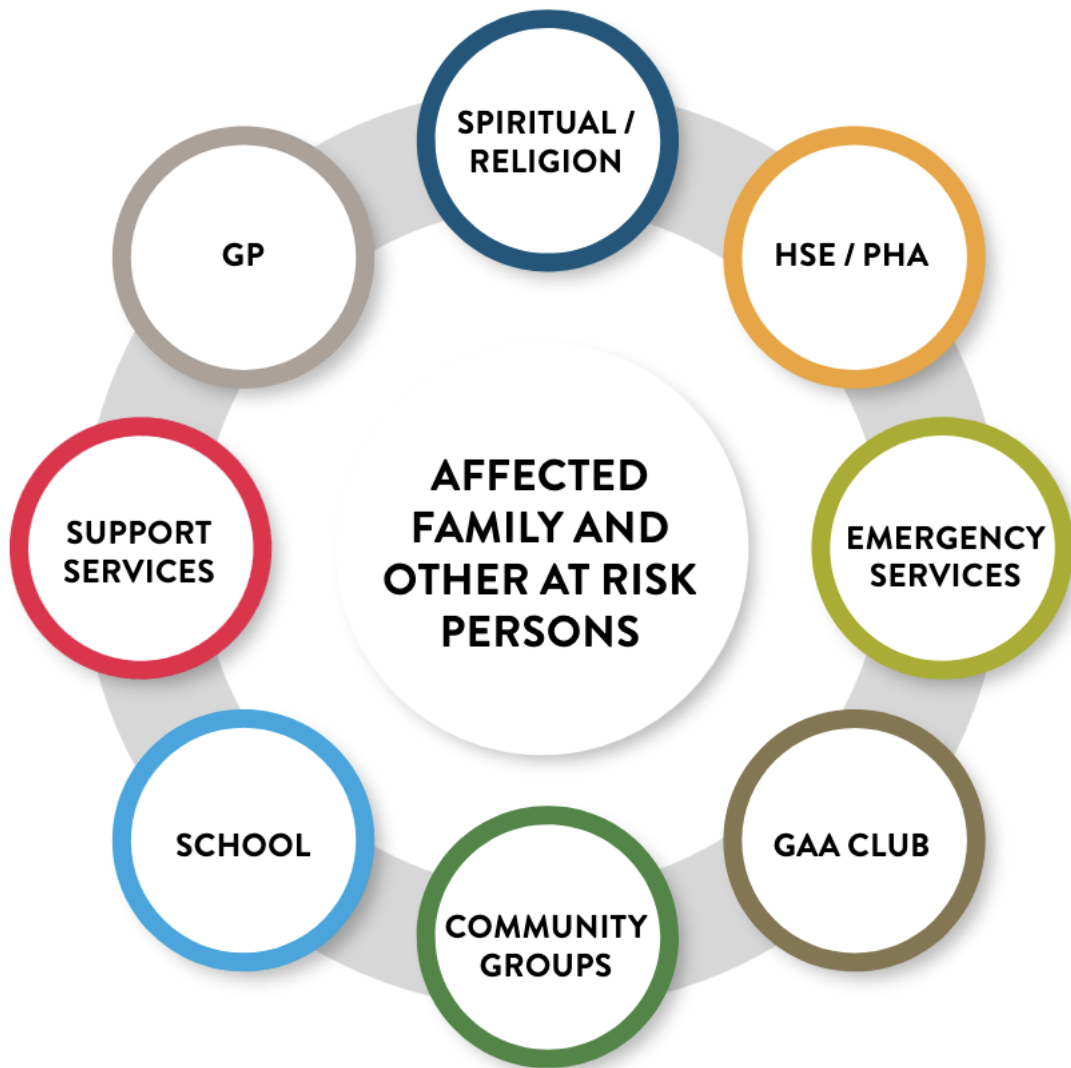 SPIRITUAL /
RELIGION
HSE / PHA
EMERGENCY
SERVICES
GAA CLUB
COMMUNITY
GROUPS
SCHOOL
SUPPORT
SERVICES
GP
AFFECTED
FAMILY AND
OTHER AT RISK
PERSONS